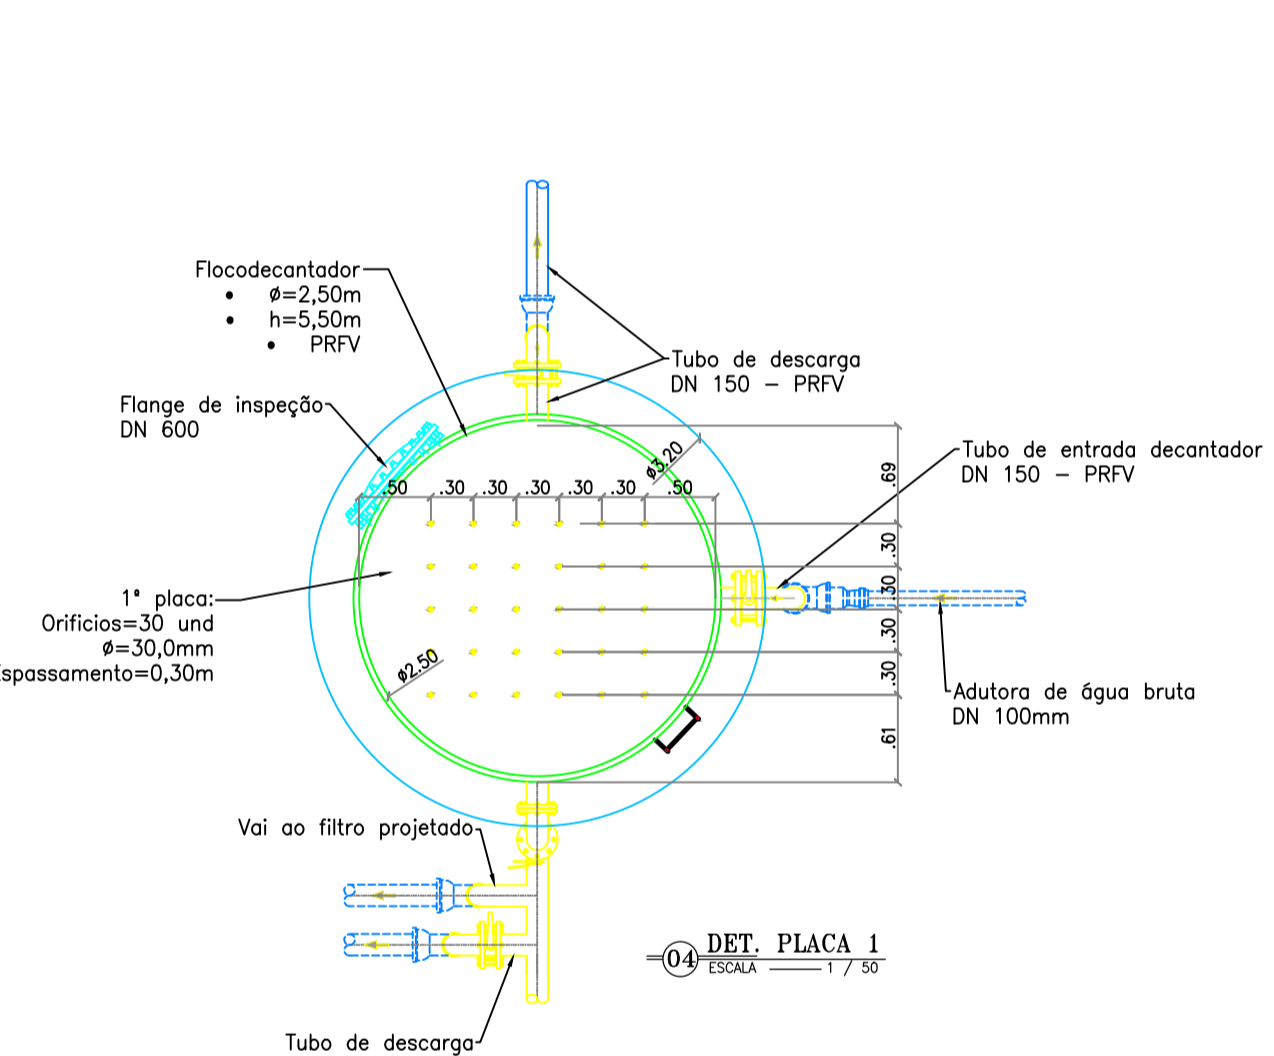 Flocodecantador
• ø=2,50m
• h=5,50m
• PRFV
Tubo de descarga
DN 150 – PRFV
Flange de inspeção
DN 600
Tubo de entrada decantador
DN 150 – PRFV
ø3.20
.50 .30 .30 .30 .30 .30 .50
.69
.30
.30
.30
.30
.61
1ª placa:
Orificios=30 und
ø=30,0mm
spassamento=0,30m
ø2.50
Adutora de água bruta
DN 100mm
Vai ao filtro projetado
04 DET. PLACA 1
ESCALA 1 / 50
Tubo de descarga